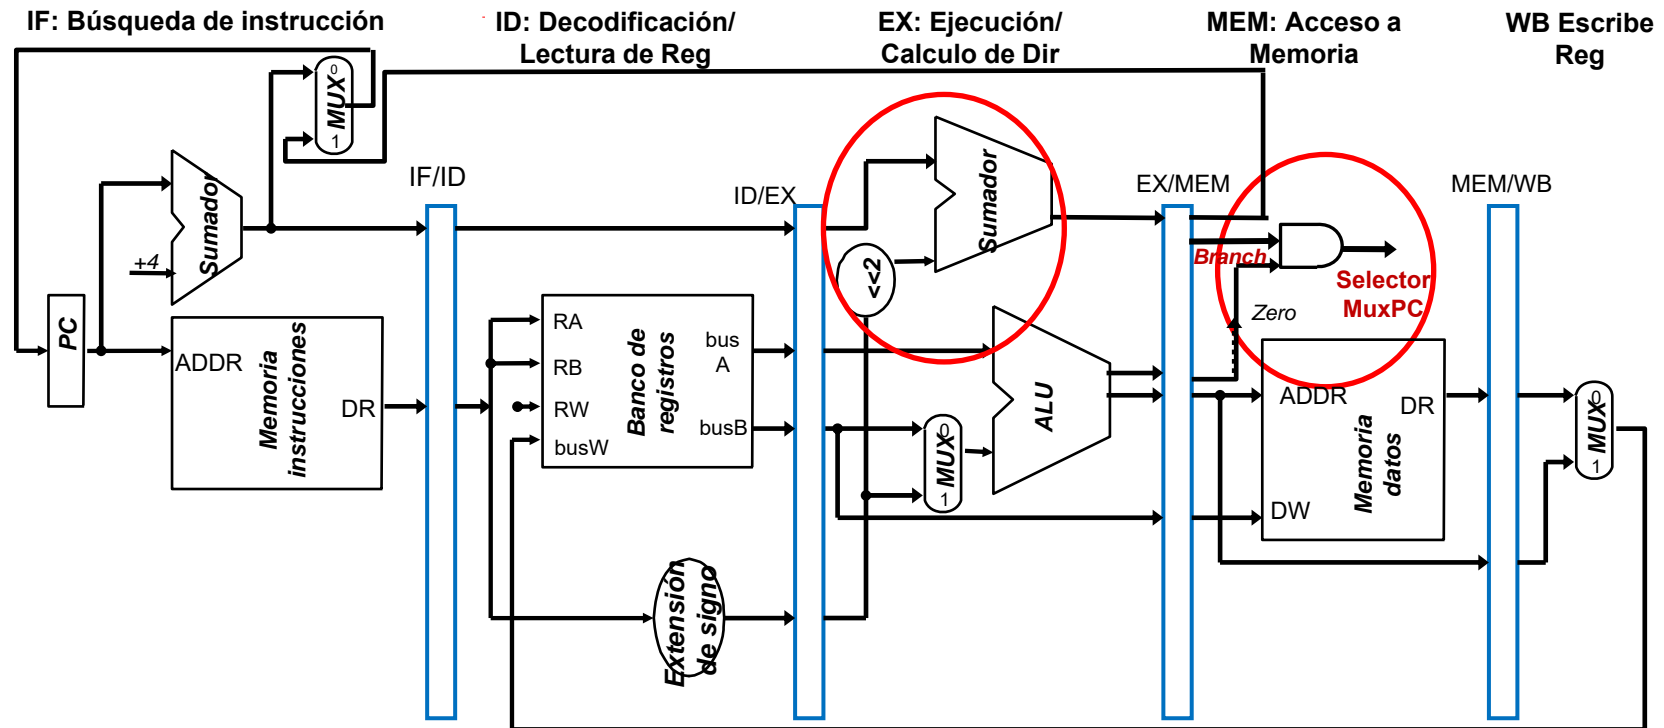 IF: Búsqueda de instrucción
ID: Decodificación/
Lectura de Reg
EX: Ejecución/
Calculo de Dir
MEM: Acceso a
Memoria
WB Escribe
Reg
MUX
0
1
Sumador
+4
IF/ID
ID/EX
Sumador
<<2
EX/MEM
MEM/WB
Branch
Selector
MuxPC
Zero
PC
ADDR
Memoria
instrucciones
DR
RA
RB
RW
busW
Banco de
registros
bus
A
busB
MUX
0
1
ALU
ADDR
DR
Memoria
datos
DW
MUX
0
1
Extensión
de signo